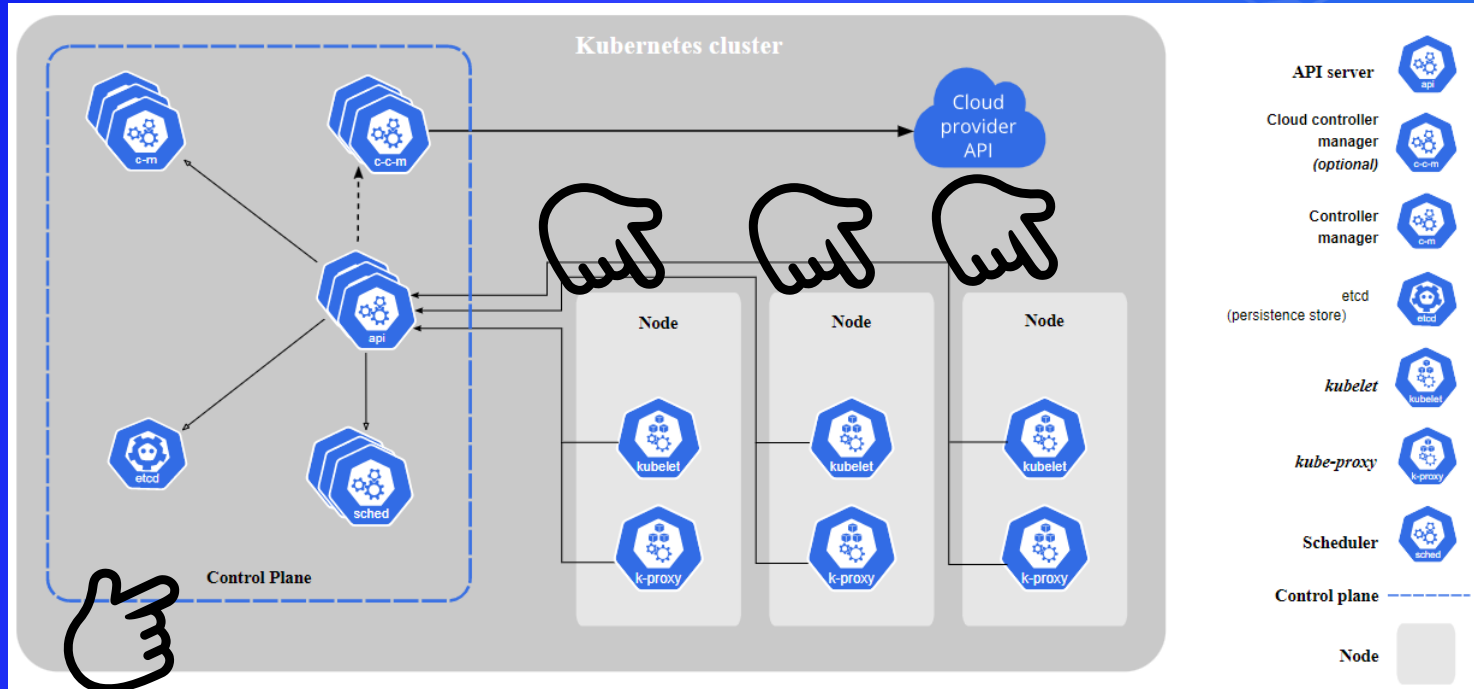 Kubernetes cluster
c-m
c-c-m
Cloud
provider
API
api
etcd
sched
Control Plane
Node
kubelet
k-proxy
Node
kubelet
k-proxy
Node
kubelet
k-proxy
API server
api
Cloud controller
manager
(optional)
c-c-m
Controller
manager
c-m
etcd
(persistence store)
etcd
kubelet
kubelet
kube-proxy
k-proxy
Scheduler
sched
Control plane
Node